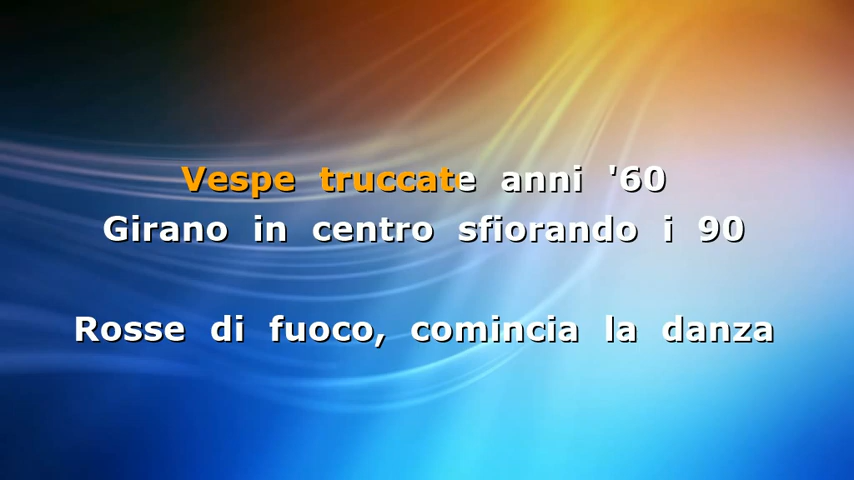 Vespe truccate anni '60
Girano in centro sfiorando i 90
Rosse di fuoco, comincia la danza